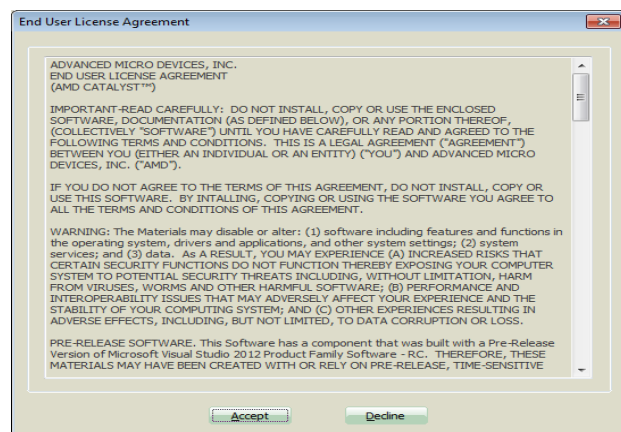 End User License Agreement
ADVANCED MICRO DEVICES, INC.
END USER LICENSE AGREEMENT
(AMD CATALYST™)
IMPORTANT-READ CAREFULLY: DO NOT INSTALL, COPY OR USE THE ENCLOSED
SOFTWARE, DOCUMENTATION (AS DEFINED BELOW), OR ANY PORTION THEREOF,
(COLLECTIVELY "SOFTWARE") UNTIL YOU HAVE CAREFULLY READ AND AGREED TO THE
FOLLOWING TERMS AND CONDITIONS. THIS IS A LEGAL AGREEMENT ("AGREEMENT")
BETWEEN YOU (EITHER AN INDIVIDUAL OR AN ENTITY) ("YOU") AND ADVANCED MICRO
DEVICES, INC. ("AMD").
IF YOU DO NOT AGREE TO THE TERMS OF THIS AGREEMENT, DO NOT INSTALL, COPY OR
USE THIS SOFTWARE. BY INTALLING, COPYING OR USING THE SOFTWARE YOU AGREE TO
ALL THE TERMS AND CONDITIONS OF THIS AGREEMENT.
WARNING: The Materials may disable or alter: (1) software including features and functions in
the operating system, drivers and applications, and other system settings; (2) system
services; and (3) data. As A RESULT, YOU MAY EXPERIENCE (A) INCREASED RISKS THAT
CERTAIN SECURITY FUNCTIONS DO NOT FUNCTION THEREBY EXPOSING YOUR COMPUTER
SYSTEM TO POTENTIAL SECURITY THREATS INCLUDING, WITHOUT LIMITATION, HARM
FROM VIRUSES, WORMS AND OTHER HARMFUL SOFTWARE; (B) PERFORMANCE AND
INTEROPERABILITY ISSUES THAT MAY ADVERSELY AFFECT YOUR EXPERIENCE AND THE
STABILITY OF YOUR COMPUTING SYSTEM; AND (C) OTHER EXPERIENCES RESULTING IN
ADVERSE EFFECTS, INCLUDING, BUT NOT LIMITED, TO DATA CORRUPTION OR LOSS.
PRE-RELEASE SOFTWARE. This Software has a component that was built with a Pre-Release
Version of Microsoft Visual Studio 2012 Product Family Software - RC. THEREFORE, THESE
MATERIALS MAY HAVE BEEN CREATED WITH OR RELY ON PRE-RELEASE, TIME-SENSITIVE
Accept
Decline